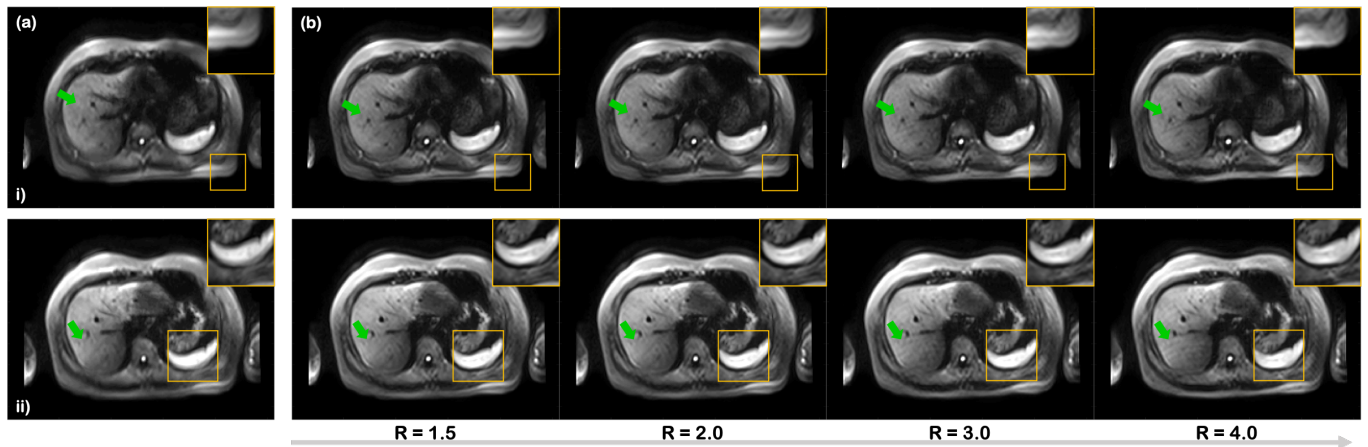 (a)
(b)
i)
ii)
R = 1.5
R = 2.0
R = 3.0
R = 4.0